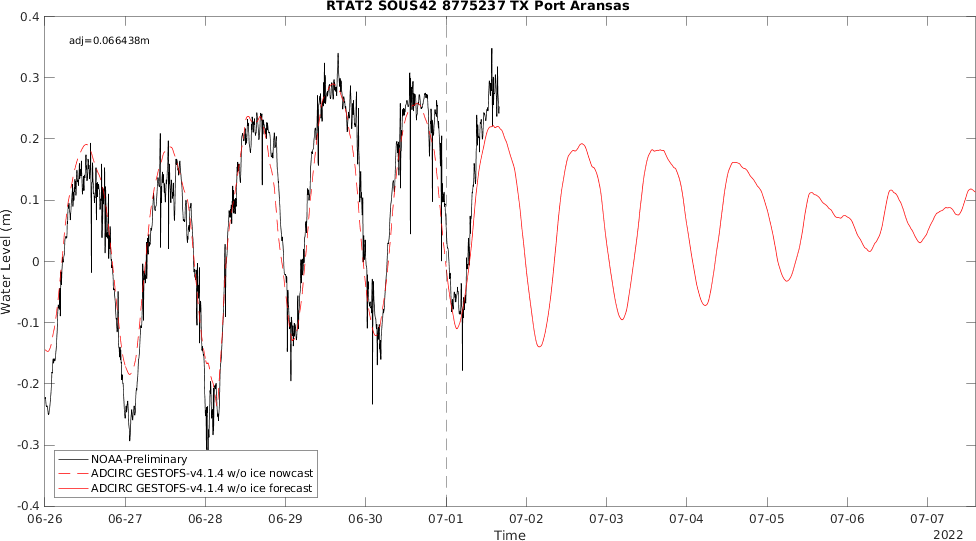 RTAT2 SOUS42 8775237 TX Port Aransas
adj=0.066438m
Water Level (m)
0.4
0.3
0.2
0.1
0
-0.1
-0.2
-0.3
-0.4
NOAA-Preliminary
ADCIRC GESTOFS-v4.1.4 w/o ice nowcast
ADCIRC GESTOFS-v4.1.4 w/o ice forecast
06-26 06-27 06-28 06-29 06-30 07-01 07-02 07-03 07-04 07-05 07-06 07-07
Time
2022